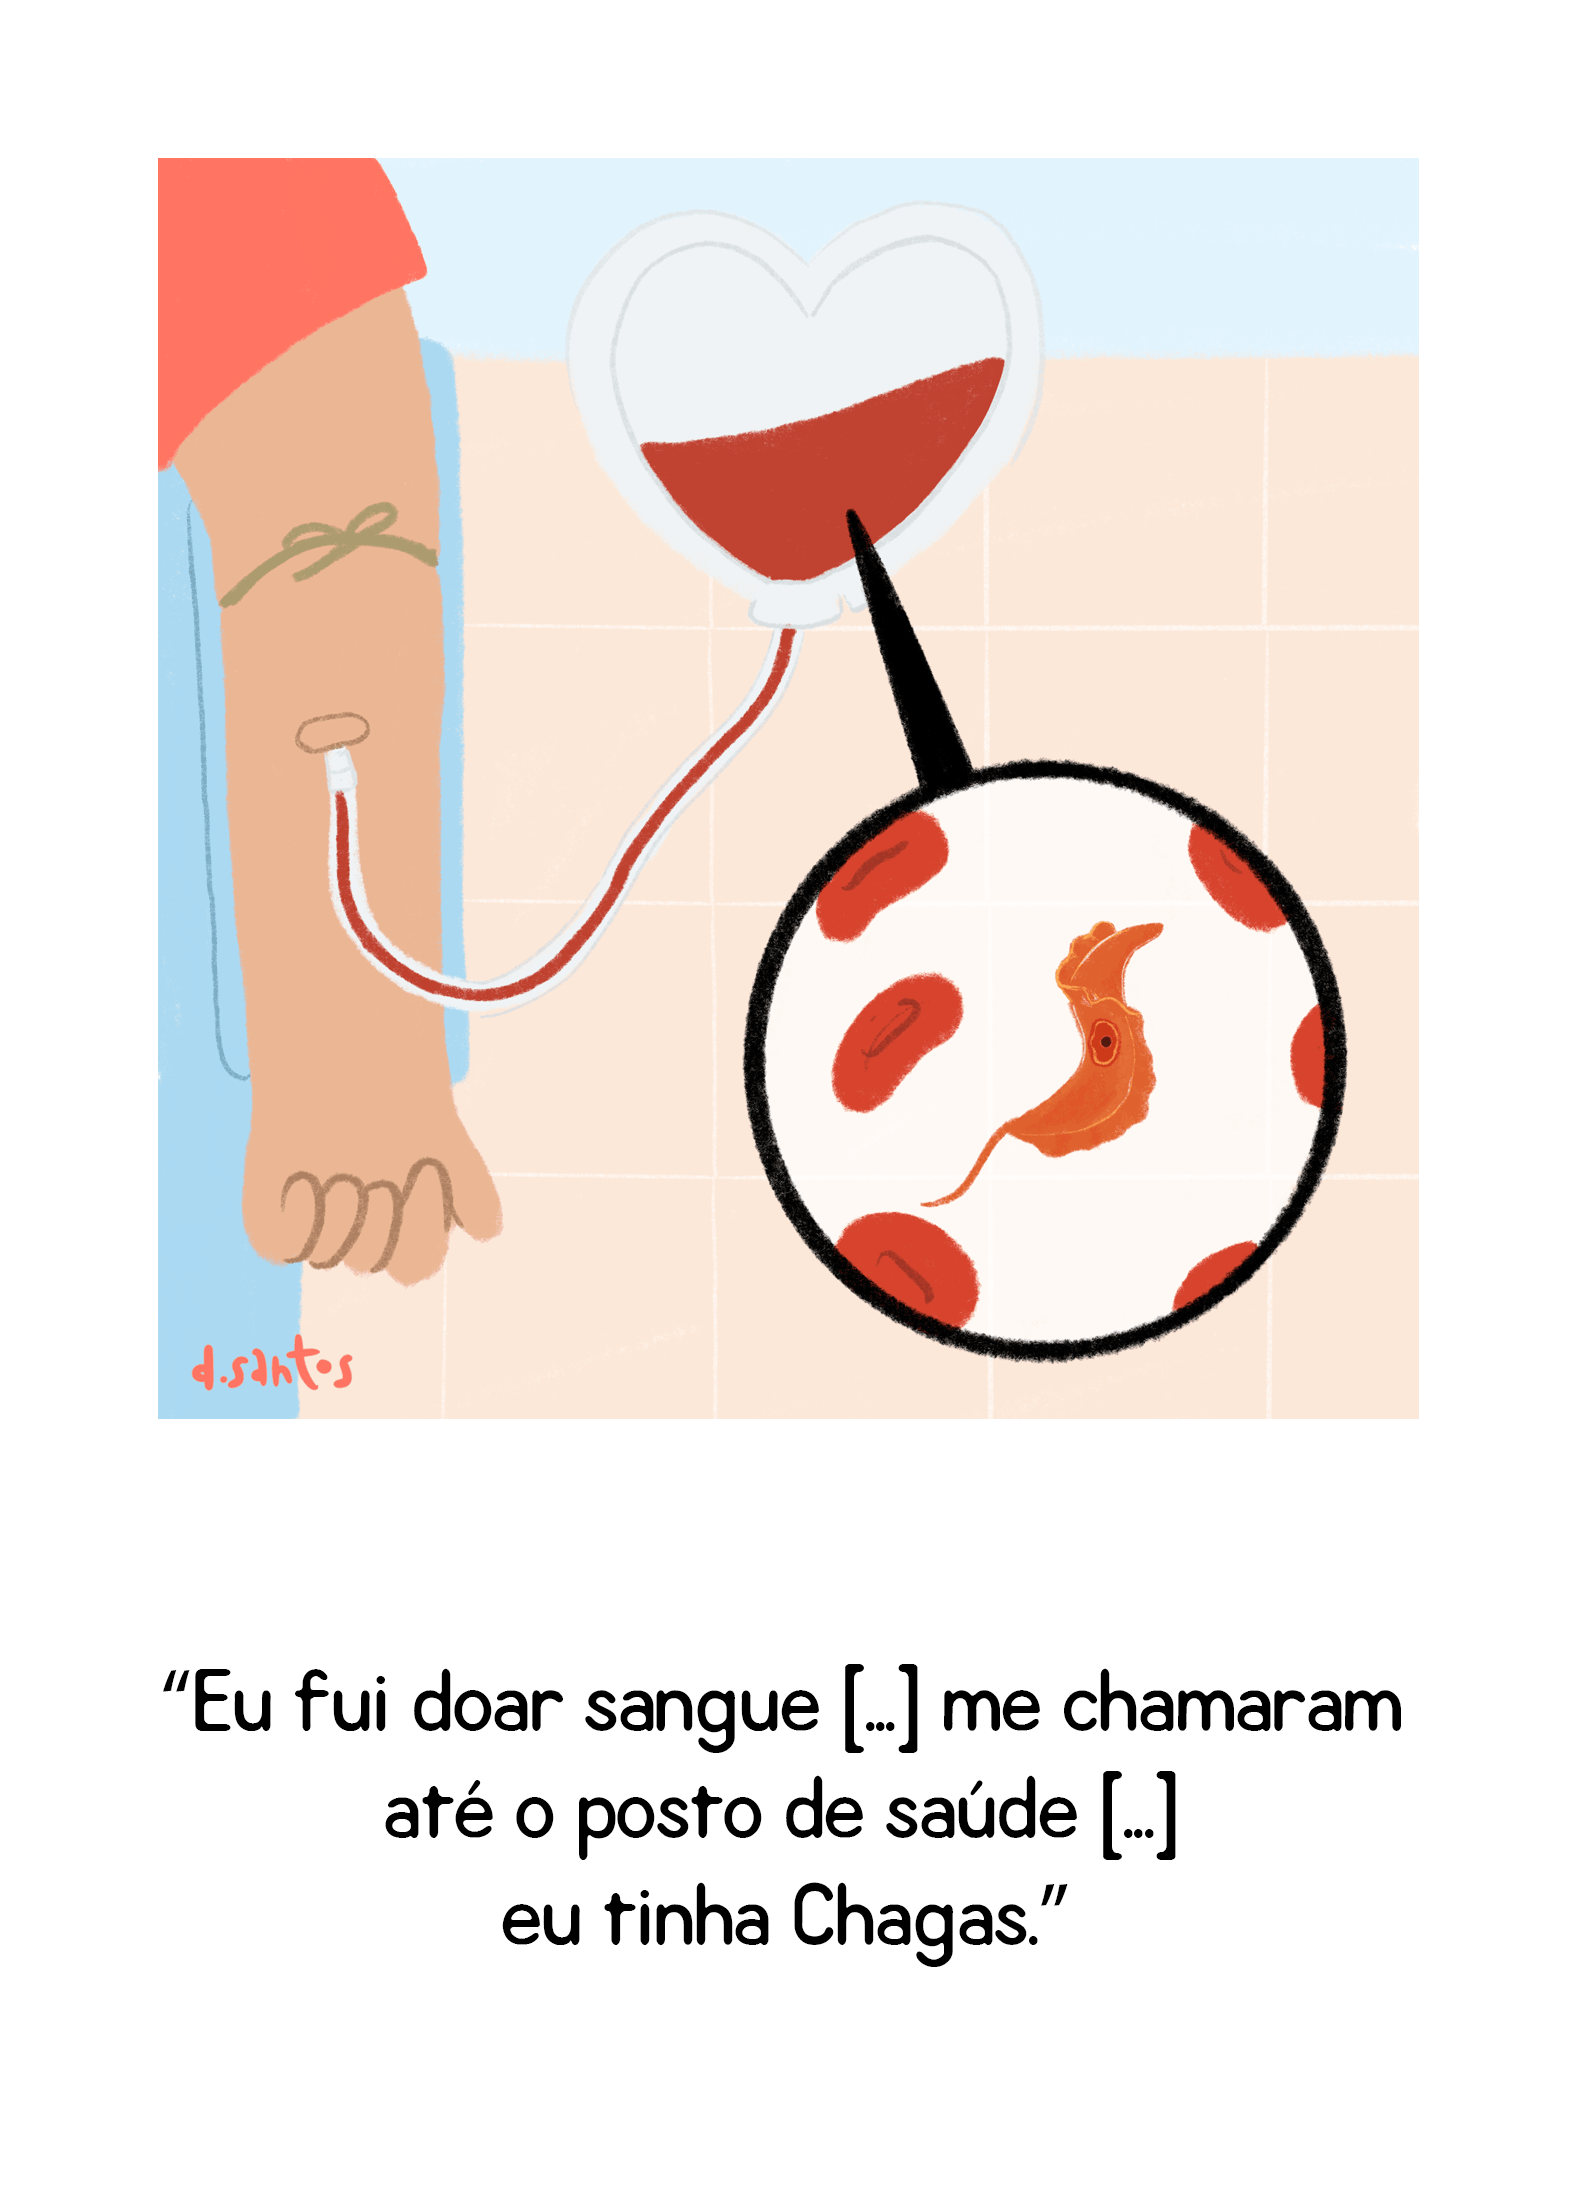 d.santos
“Eu fui doar sangue [...] me chamaram
até o posto de saúde [...]
eu tinha Chagas.”